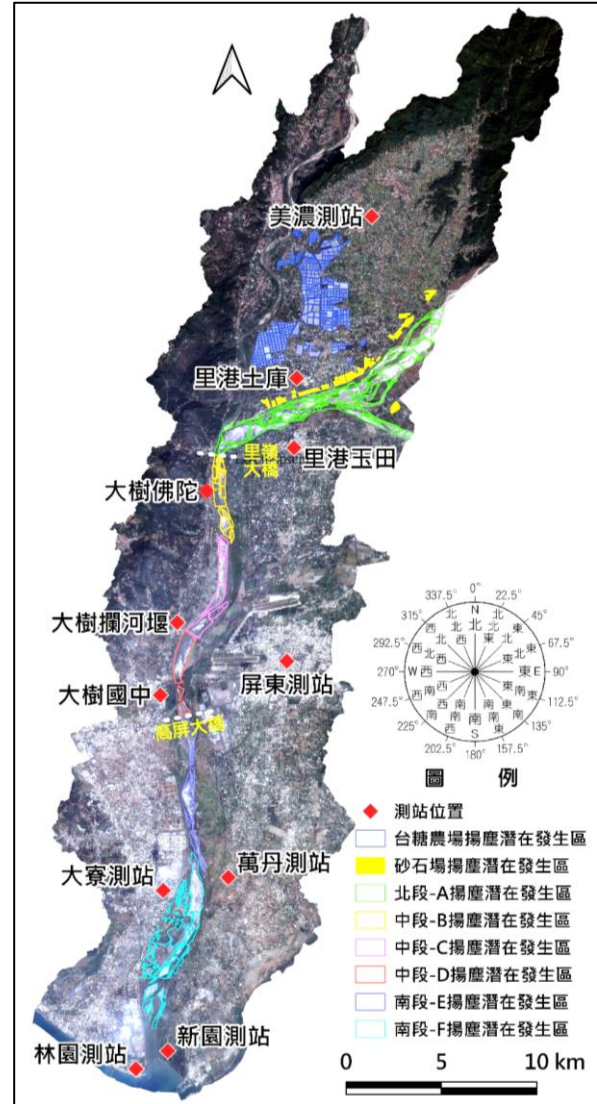 美濃測站
里港土庫
里嶺
大橋
里港玉田
大樹佛陀
大樹攔河堰
屏東測站
大樹國中
高屏大橋
萬丹測站
大寮測站
新園測站
林園測站
0°
337.5°
22.5°
315°
45°
292.5°
67.5°
270°
90°
247.5°
112.5°
225°
135°
202.5°
157.5°
180°
N
北
W 西
東 E
南
S
圖 例
測站位置
台糖農場揚塵潛在發生區
砂石場揚塵潛在發生區
北段-A揚塵潛在發生區
中段-B揚塵潛在發生區
中段-C揚塵潛在發生區
中段-D揚塵潛在發生區
南段-E揚塵潛在發生區
南段-F揚塵潛在發生區
0 5 10 km